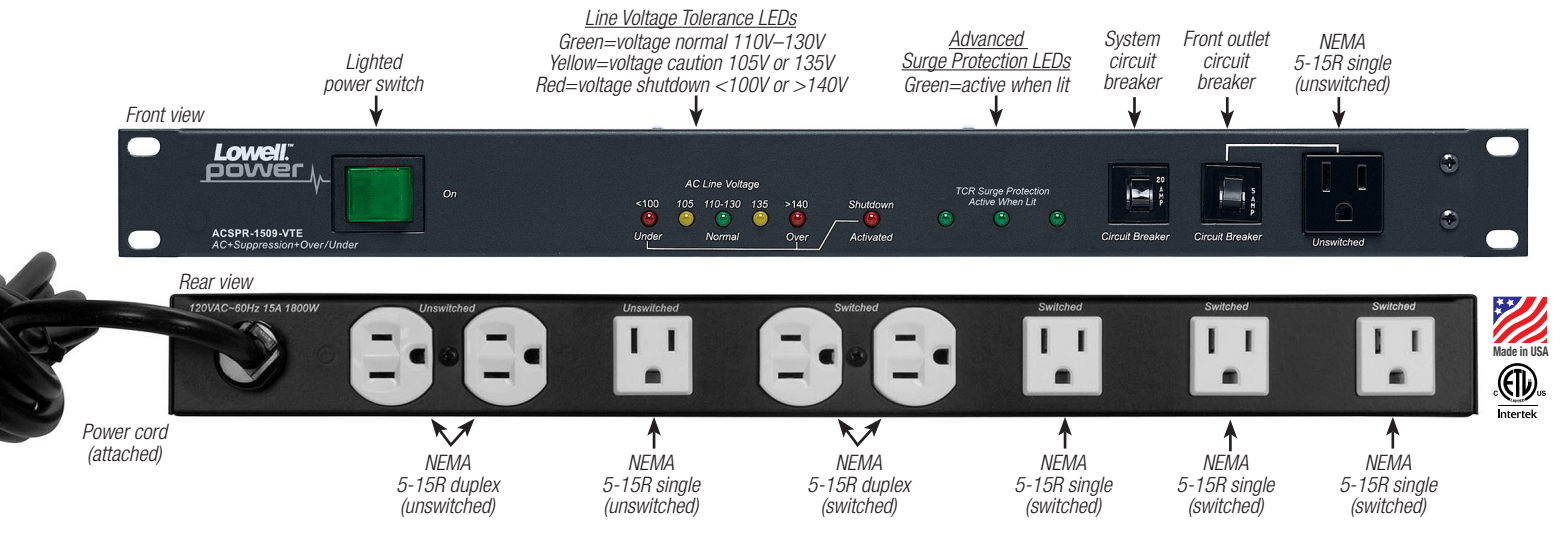 Line Voltage Tolerance LEDs
Green=voltage normal 110V–130V
Yellow=voltage caution 105V or 135V
Red=voltage shutdown <100V or >140V
Lighted
power switch
Advanced
Surge Protection LEDs
Green=active when lit
System
circuit
breaker
Front outlet
circuit
breaker
NEMA
5-15R single
(unswitched)
Front view
Lowell™
power
On
ACSPR-1509-VTE
AC+Suppression+Over/Under
AC Line Voltage
<100 105 110-130 135 >140 Shutdown
Under Normal Over Activated
TCR Surge Protection
Active When Lit
20 AMP
Circuit Breaker
5 AMP
Circuit Breaker
Unswitched
Rear view
120VAC~60Hz 15A 1800W
Unswitched
Unswitched
Switched
Switched
Switched
Switched
Made in USA
C ETL US
LISTED
Intertek
Power cord
(attached)
NEMA
5-15R duplex
(unswitched)
NEMA
5-15R single
(unswitched)
NEMA
5-15R duplex
(switched)
NEMA
5-15R single
(switched)
NEMA
5-15R single
(switched)
NEMA
5-15R single
(switched)